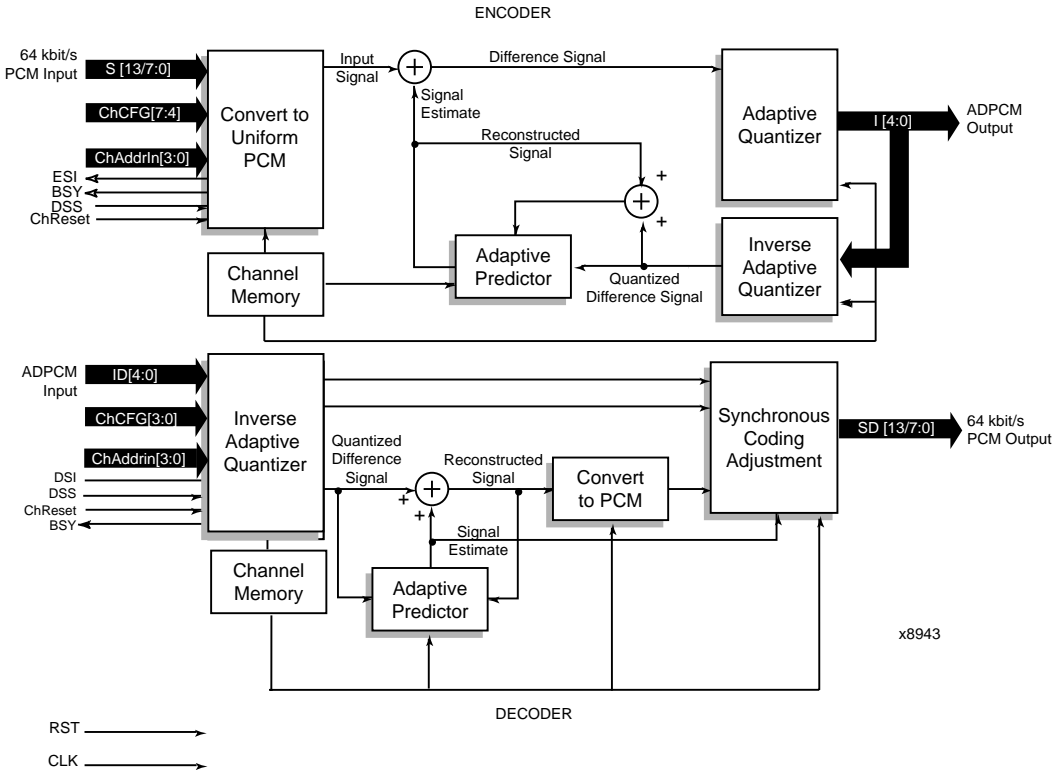 ENCODER
64 kbit/s
PCM Input
S [13/7:0]
ChCFG[7:4]
ChAddrIn[3:0]
ESI
BSY
DSS
ChReset
Convert to
Uniform
PCM
Input
Signal
Difference Signal
Signal
Estimate
Reconstructed
Signal
+
+
+
Adaptive
Quantizer
I [4:0]
ADPCM
Output
Channel
Memory
Adaptive
Predictor
Quantized
Difference Signal
Inverse
Adaptive
Quantizer
ADPCM
Input
ID[4:0]
ChCFG[3:0]
ChAddrin[3:0]
DSI
DSS
ChReset
BSY
Inverse
Adaptive
Quantizer
Quantized
Difference
Signal
+
+
+
Reconstructed
Signal
Convert
to PCM
Synchronous
Coding
Adjustment
SD [13/7:0]
64 kbit/s
PCM Output
Signal
Estimate
Channel
Memory
Adaptive
Predictor
x8943
DECODER
RST
CLK